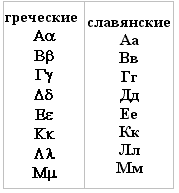 греческие славянские
Αα Аа
Ββ Вв
Γγ Гг
Δδ Дд
Εε Ее
Κκ Кк
Λλ Лл
Μμ Мм